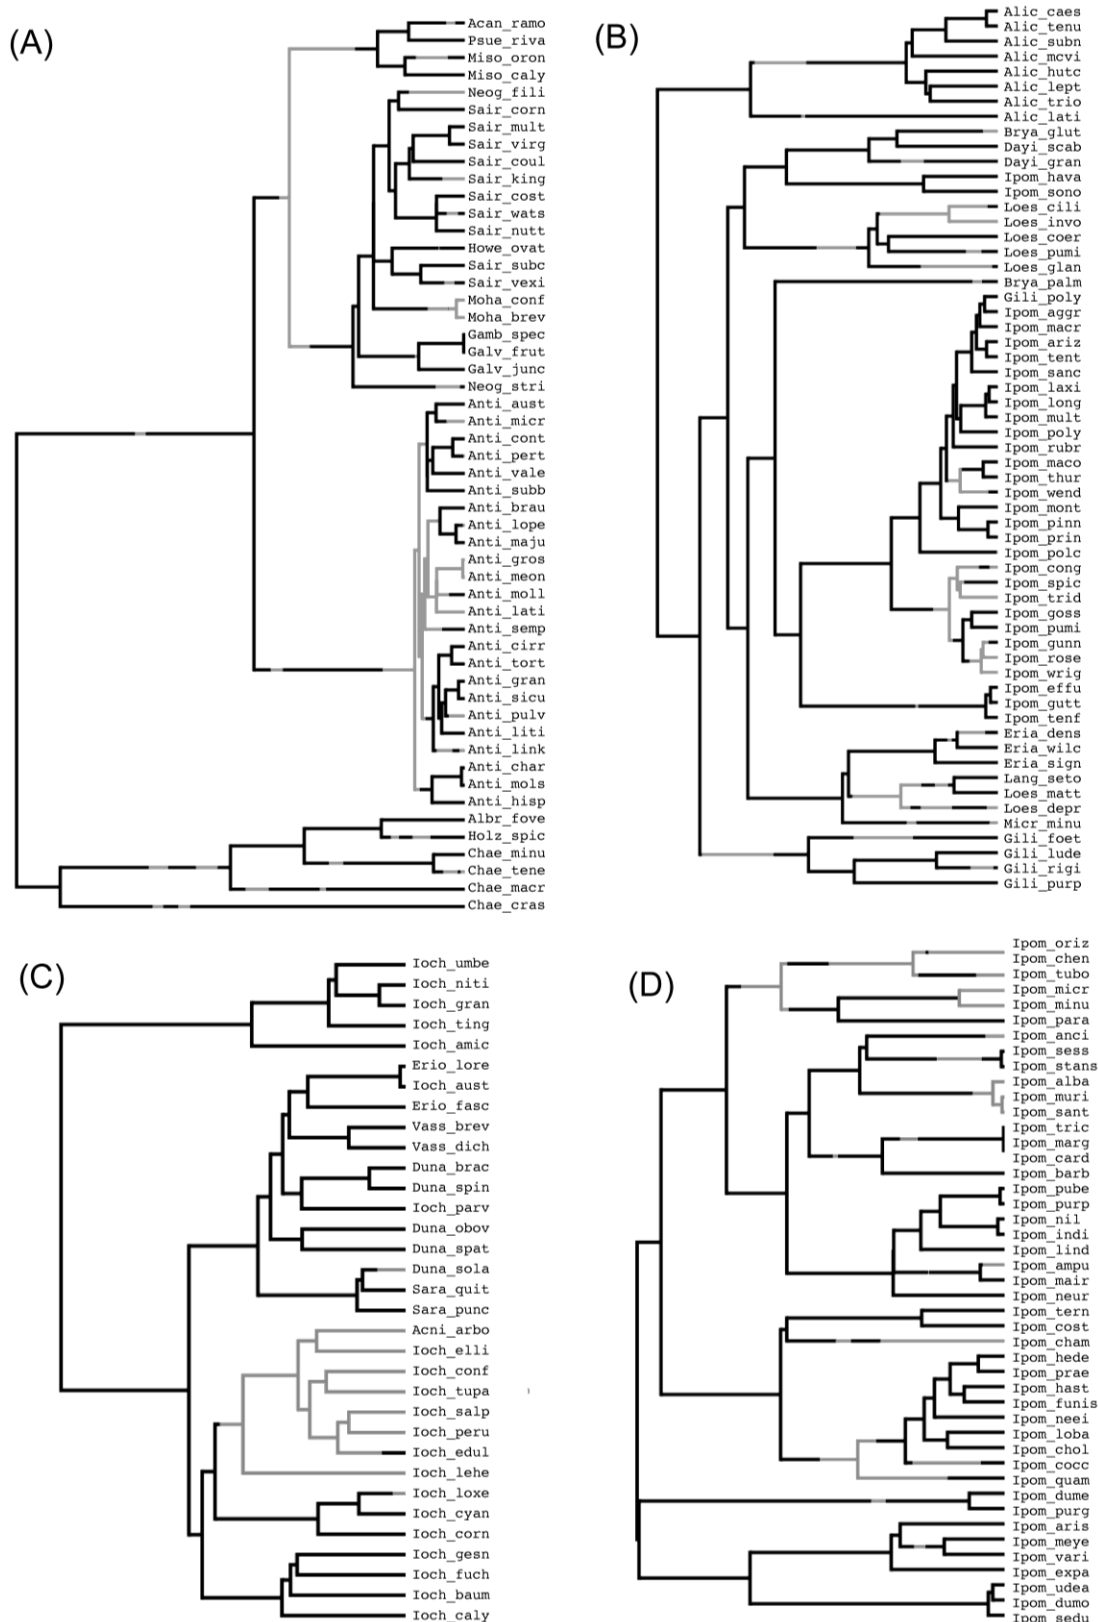 (A)
Acan_ramo
Psue_riva
Miso_oron
Miso_caly
Neog_fili
Sair_corn
Sair_mult
Sair_virg
Sair_coul
Sair_king
Sair_cost
Sair_wats
Sair_nutt
Howe_ovat
Sair_subc
Sair_vexi
Moha_conf
Moha_brev
Gamb_spec
Galv_frut
Galv_junc
Neog_stri
Anti_aust
Anti_micr
Anti_cont
Anti_pert
Anti_vale
Anti_subb
Anti_brau
Anti_lope
Anti_maju
Anti_gros
Anti_meon
Anti_moll
Anti_lati
Anti_semp
Anti_cirr
Anti_tort
Anti_gran
Anti_sicu
Anti_pulv
Anti_liti
Anti_link
Anti_char
Anti_mols
Anti_hisp
Albr_fove
Holz_spic
Chae_minu
Chae_tene
Chae_macr
Chae_cras
(B)
Alic_caes
Alic_tenu
Alic_subn
Alic_mcvi
Alic_hutc
Alic_lept
Alic_trio
Alic_lati
Brya_glut
Dayi_scab
Dayi_gran
Ipom_hava
Ipom_sono
Loes_cili
Loes_invo
Loes_coer
Loes_pumi
Loes_glan
Brya_palm
Gili_poly
Ipom_aggr
Ipom_macr
Ipom_ariz
Ipom_tent
Ipom_sanc
Ipom_laxi
Ipom_long
Ipom_mult
Ipom_poly
Ipom_rubr
Ipom_maco
Ipom_thur
Ipom_wend
Ipom_mont
Ipom_pinn
Ipom_prin
Ipom_polc
Ipom_cong
Ipom_spic
Ipom_trid
Ipom_goss
Ipom_pumi
Ipom_gunn
Ipom_rose
Ipom_wrig
Ipom_effu
Ipom_gutt
Ipom_tenf
Eria_dens
Eria_wilc
Eria_sign
Lang_seto
Loes_matt
Loes_depr
Micr_minu
Gili_foet
Gili_lude
Gili_rigi
Gili_purp
(C)
Ioch_umbe
Ioch_niti
Ioch_gran
Ioch_ting
Ioch_amic
Erio_lore
Ioch_aust
Erio_fasc
Vass_brev
Vass_dich
Duna_brac
Duna_spin
Ioch_parv
Duna_obov
Duna_spat
Duna_sola
Sara_quit
Sara_punc
Acni_arbo
Ioch_elli
Ioch_conf
Ioch_tupa
Ioch_salp
Ioch_peru
Ioch_edul
Ioch_lehe
Ioch_loxe
Ioch_cyan
Ioch_corn
Ioch_gesn
Ioch_fuch
Ioch_baum
Ioch_caly
(D)
Ipom_oriz
Ipom_chen
Ipom_tubo
Ipom_micr
Ipom_minu
Ipom_para
Ipom_anci
Ipom_sess
Ipom_stans
Ipom_alba
Ipom_muri
Ipom_sant
Ipom_tric
Ipom_marg
Ipom_card
Ipom_barb
Ipom_pube
Ipom_purp
Ipom_nil
Ipom_indi
Ipom_lind
Ipom_ampu
Ipom_mair
Ipom_neur
Ipom_tern
Ipom_cost
Ipom_cham
Ipom_hede
Ipom_prae
Ipom_hast
Ipom_funis
Ipom_neei
Ipom_loba
Ipom_chol
Ipom_cocc
Ipom_quam
Ipom_dume
Ipom_purg
Ipom_aris
Ipom_meye
Ipom_vari
Ipom_expa
Ipom_udea
Ipom_dumo
Ipom_sedu